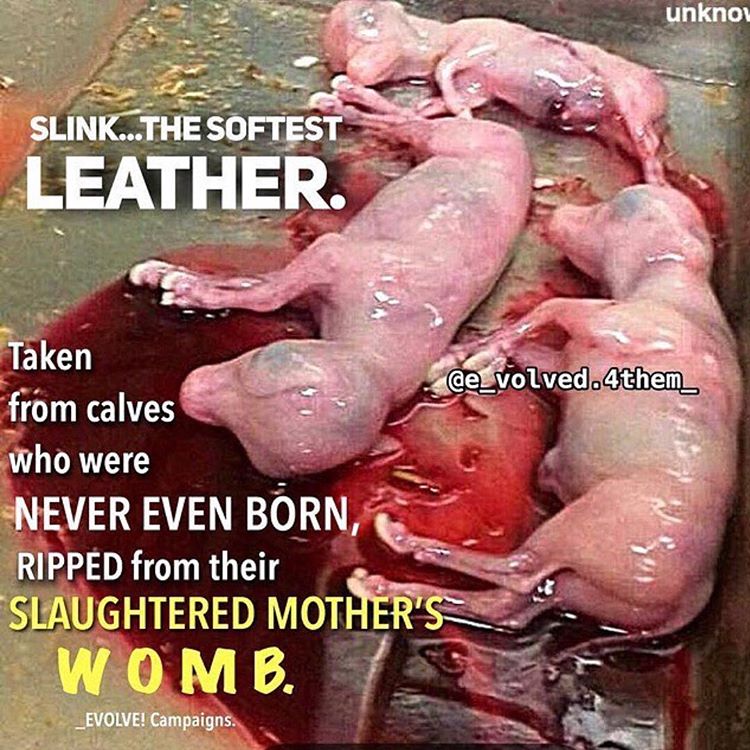 unknov
SLINK...THE SOFTEST
LEATHER.
Taken
from calves
who were
NEVER EVEN BORN,
RIPPED from their
SLAUGHTERED MOTHER'S
WOMB.
@e_volved.4them_
_EVOLVE! Campaigns.